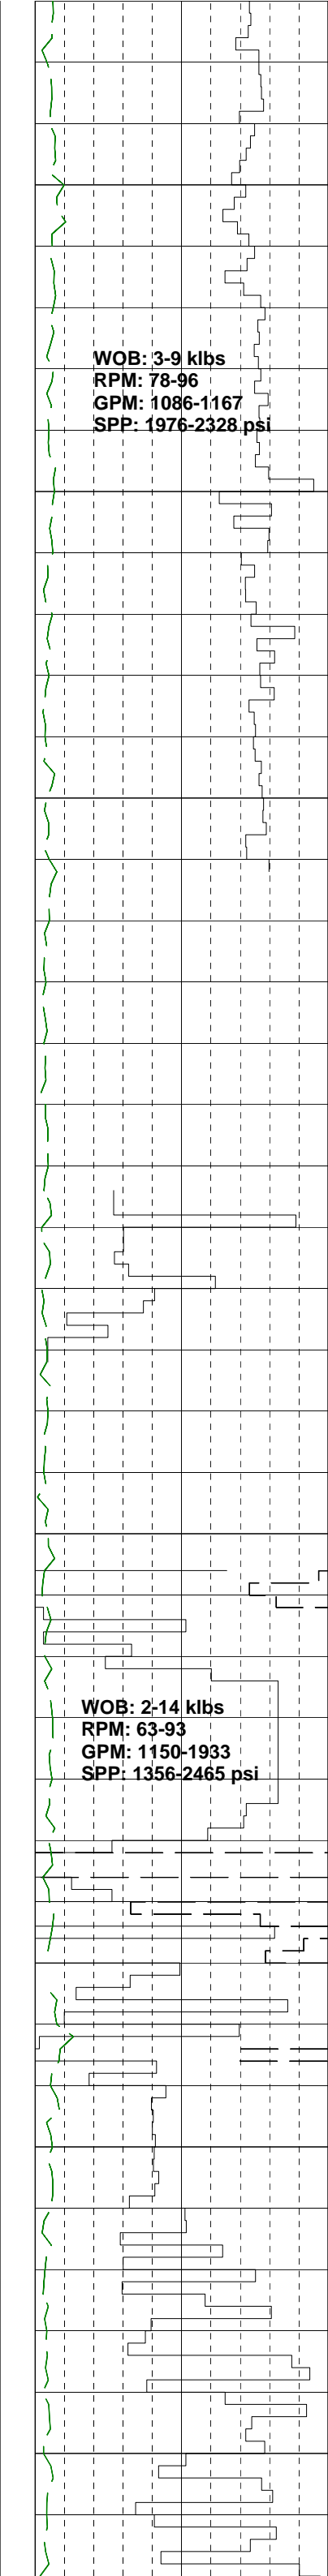 WOB: 3-9 klbs
RPM: 78-96
GPM: 1086-1167
SPP: 1976-2328 psi
WOB: 2-14 klbs
RPM: 63-93
GPM: 1150-1933
SPP: 1356-2465 psi